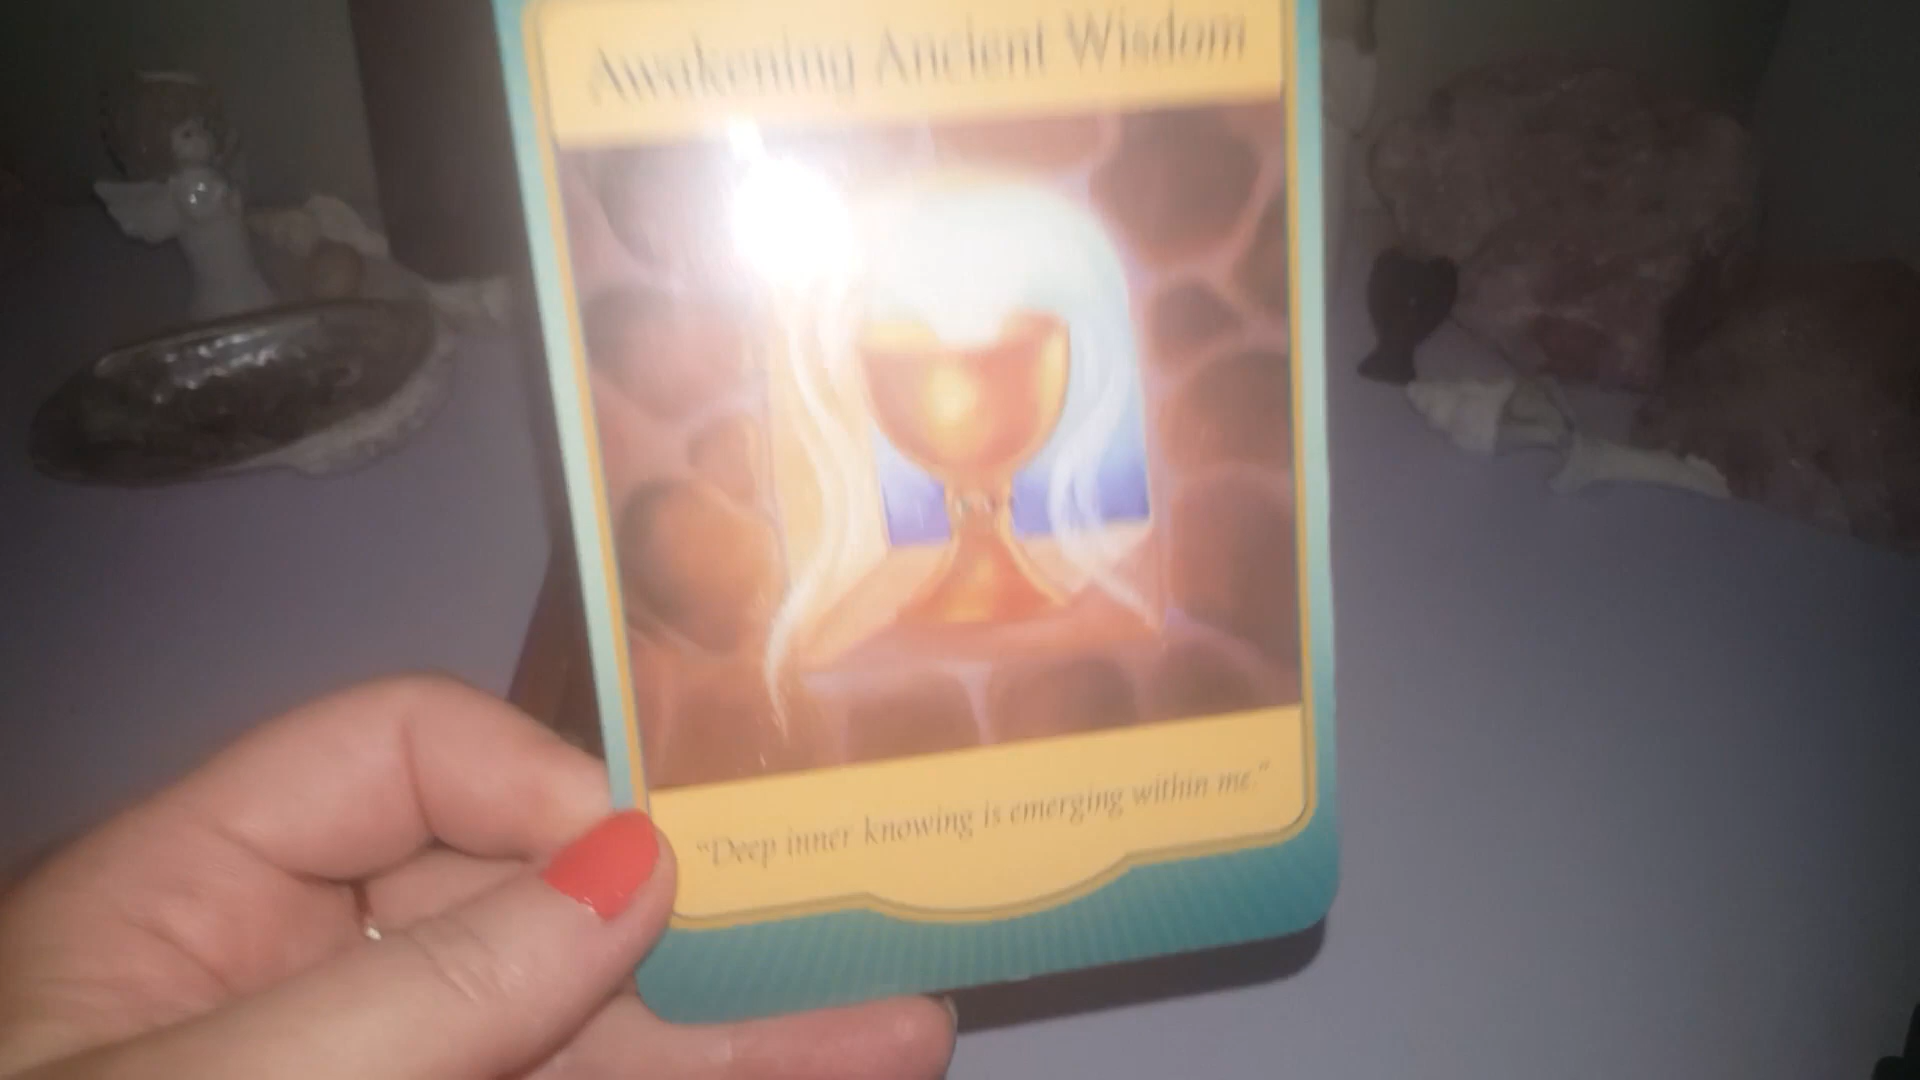 Awakening Ancient Wisdom
"Deep inner knowing is emerging within me."